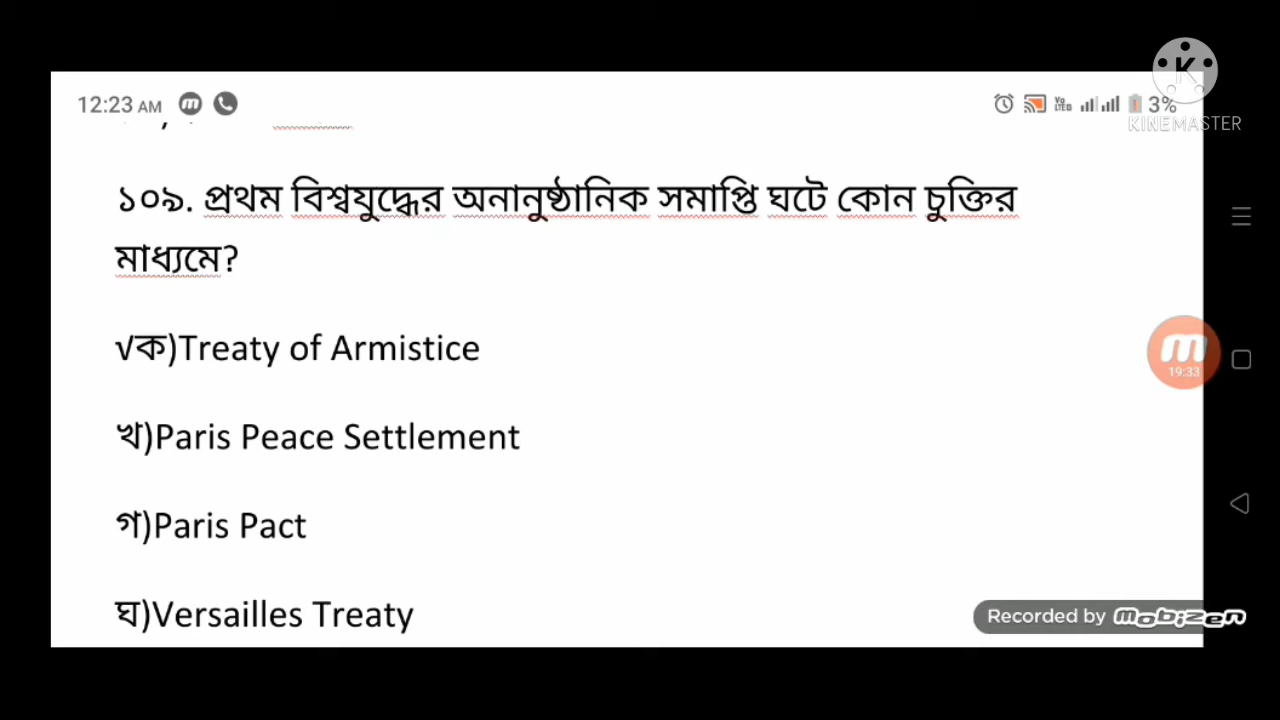 12:23 AM
3%
KINEMASTER
১০৯. প্রথম বিশ্বযুদ্ধের অনানুষ্ঠানিক সমাপ্তি ঘটে কোন চুক্তির
মাধ্যমে?
√ক)Treaty of Armistice
19:33
খ)Paris Peace Settlement
গ)Paris Pact
ঘ)Versailles Treaty
Recorded by Mobizen